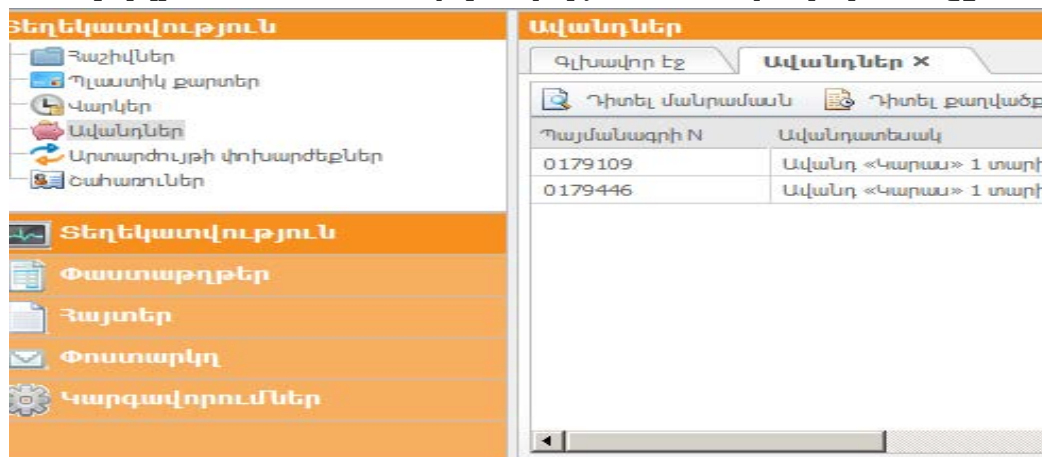 Տեղեկատվություն
Հաշիվներ
Պլաստիկ քարտեր
Վարկեր
Ավանդներ
Արտարժույթի փոխարժեքներ
Շահառուներ
Տեղեկատվություն
Փաստաթղթեր
Հայտեր
Փոստարկղ
Կարգավորումներ
Ավանդներ
Գլխավոր էջ Ավանդներ ×
Դիտել մանրամասն Դիտել քաղվածք
Պայմանագրի N Ավանդատեսակ
0179109 Ավանդ «Կարաս» 1 տարի
0179446 Ավանդ «Կարաս» 1 տարի